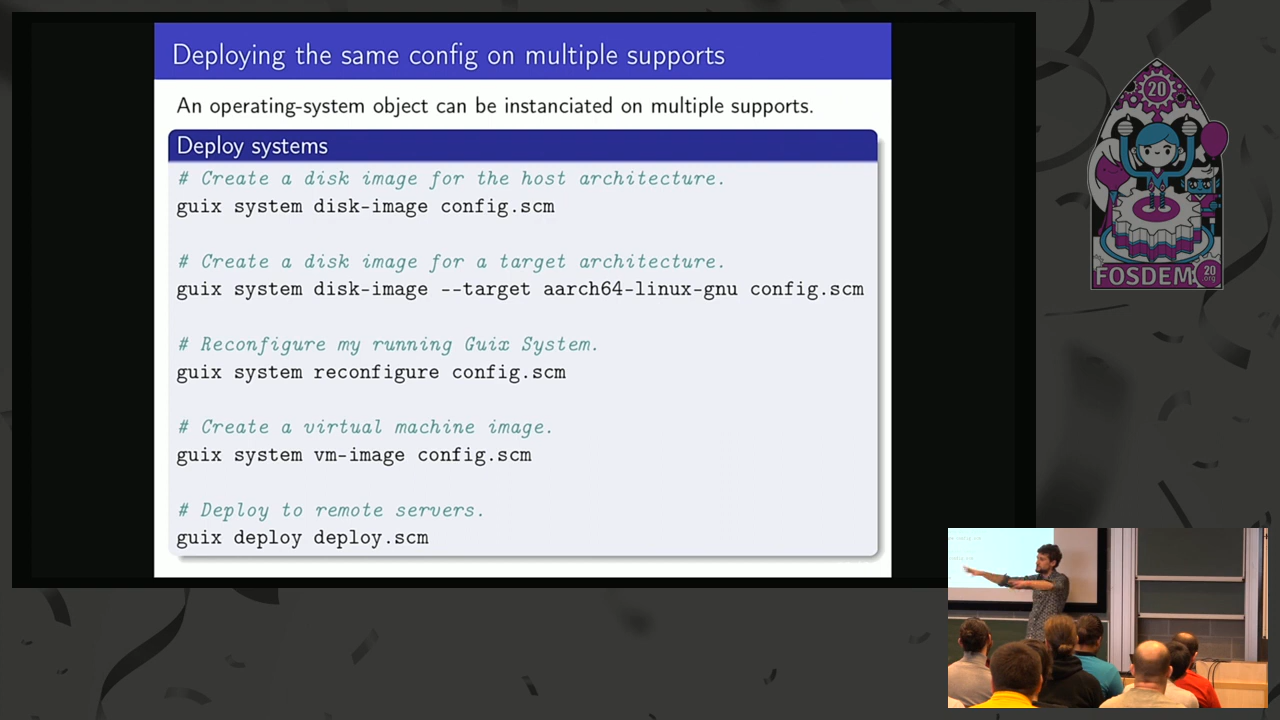 Deploying the same config on multiple supports
An operating-system object can be instanciated on multiple supports.
Deploy systems
# Create a disk image for the host architecture.
guix system disk-image config.scm
# Create a disk image for a target architecture.
guix system disk-image --target aarch64-linux-gnu config.scm
# Reconfigure my running Guix System.
guix system reconfigure config.scm
# Create a virtual machine image.
guix system vm-image config.scm
# Deploy to remote servers.
guix deploy deploy.scm
20
FOSDEM 20
.org